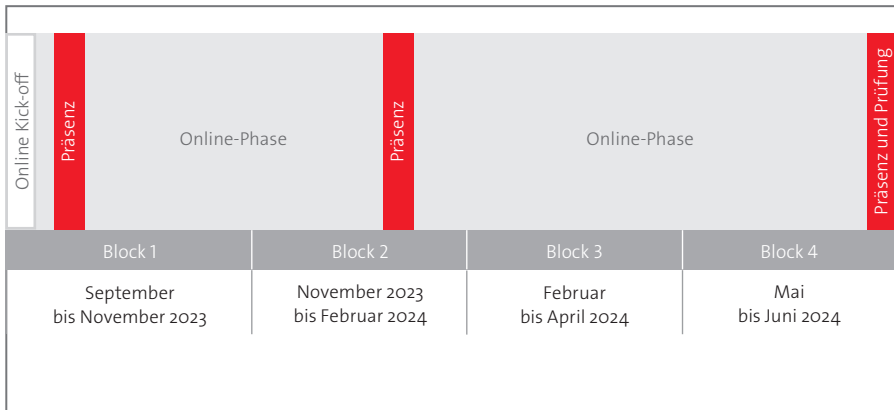 Online Kick-off
Präsenz
Online-Phase
Präsenz
Online-Phase
Präsenz und Prüfung
Block 1
Block 2
Block 3
Block 4
September
bis November 2023
November 2023
bis Februar 2024
Februar
bis April 2024
Mai
bis Juni 2024